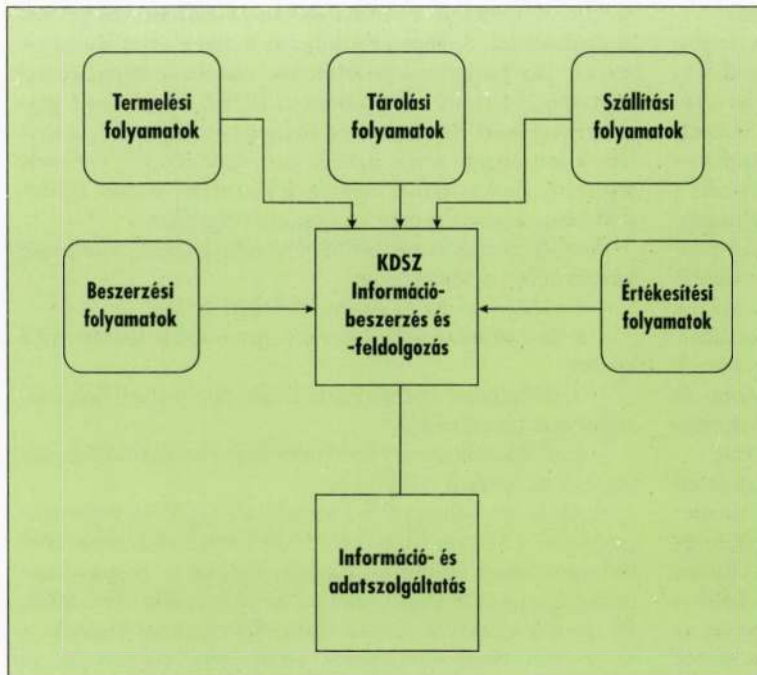 Termelési
folyamatok
Tárolási
folyamatok
Szállítási
folyamatok
Beszerzési
folyamatok
KDSZ
Információ-
beszerzés és
-feldolgozás
Értékesítési
folyamatok
Információ- és
adatszolgáltatás